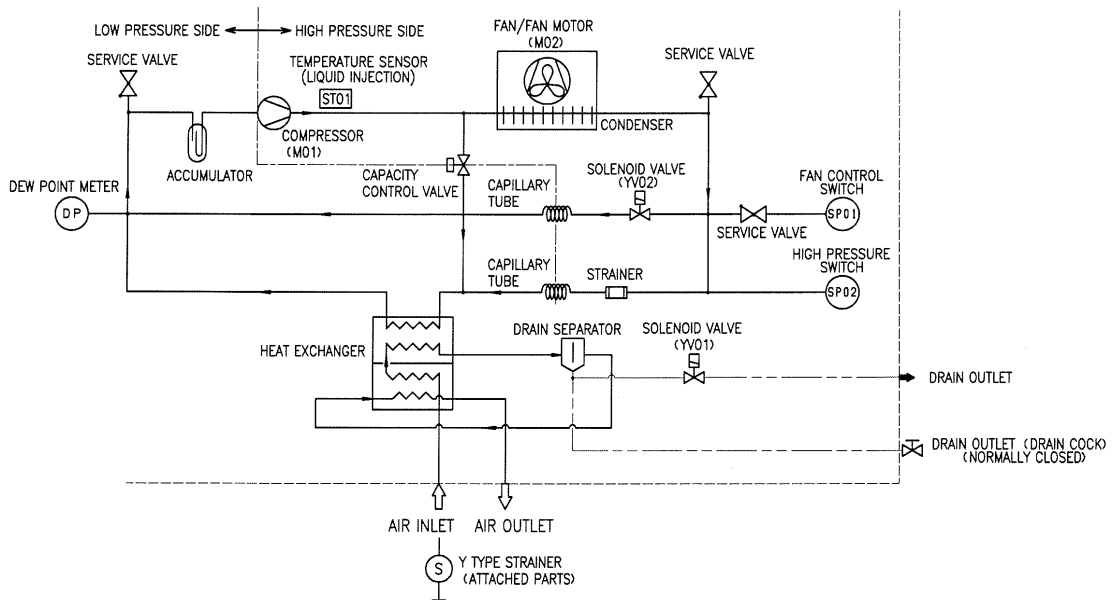 LOW PRESSURE SIDE
HIGH PRESSURE SIDE
FAN/FAN MOTOR
(M02)
SERVICE VALVE
TEMPERATURE SENSOR
(LIQUID INJECTION)
ST01
SERVICE VALVE
COMPRESSOR
(M01)
CONDENSER
ACCUMULATOR
CAPACITY
CONTROL VALVE
DEW POINT METER
DP
CAPILLARY
TUBE
SOLENOID VALVE
(YV02)
FAN CONTROL
SWITCH
SP01
SERVICE VALVE
HIGH PRESSURE
SWITCH
SP02
CAPILLARY
TUBE
STRAINER
HEAT EXCHANGER
DRAIN SEPARATOR
SOLENOID VALVE
(YV01)
DRAIN OUTLET
DRAIN OUTLET (DRAIN COCK)
(NORMALLY CLOSED)
AIR INLET
AIR OUTLET
S
Y TYPE STRAINER
(ATTACHED PARTS)